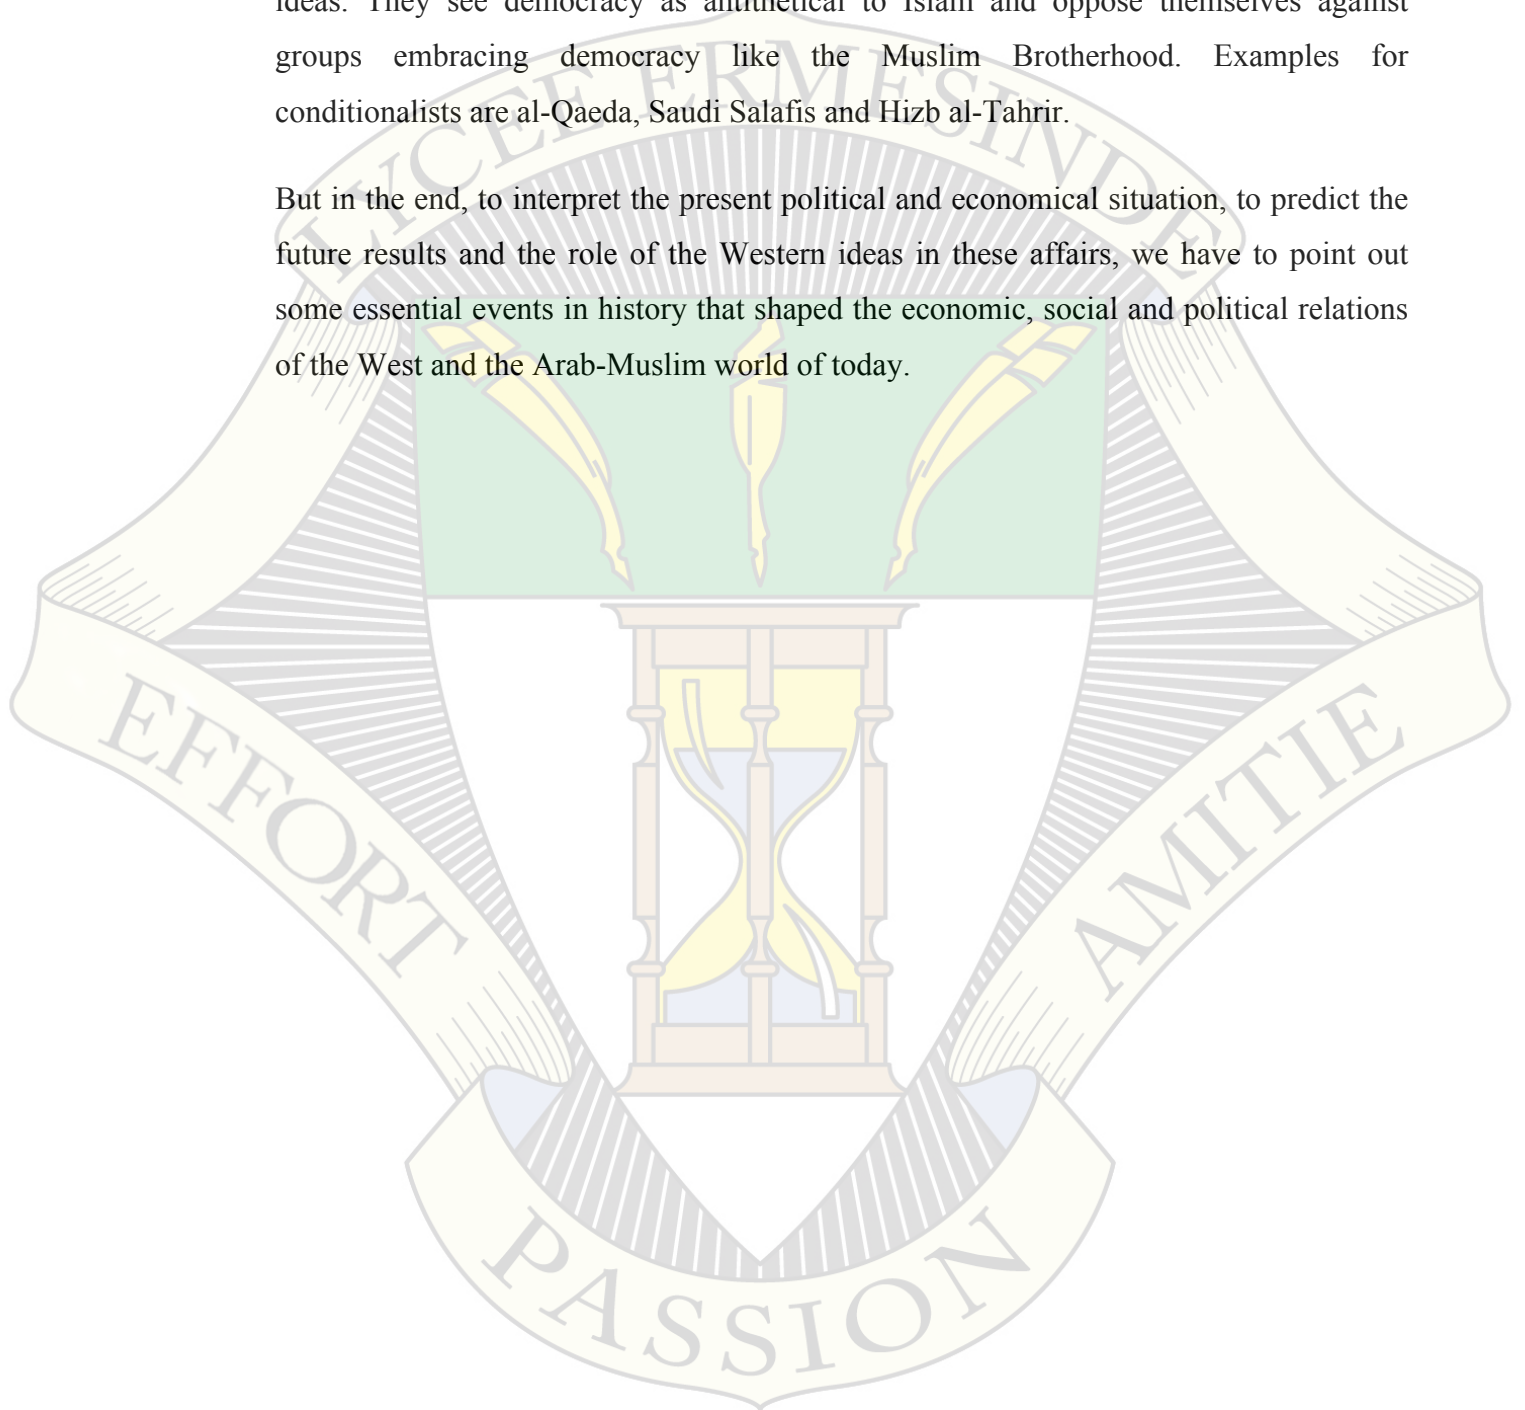 ideas. They see democracy as antithetical to Islam and oppose themselves against
groups embracing democracy like the Muslim Brotherhood. Examples for
conditionalists are al-Qaeda, Saudi Salafis and Hizb al-Tahrir.
But in the end, to interpret the present political and economical situation, to predict the
future results and the role of the Western ideas in these affairs, we have to point out
some essential events in history that shaped the economic, social and political relations
of the West and the Arab-Muslim world of today.
LYCEE ERMESINDE
EFFORT
AMITIE
PASSION